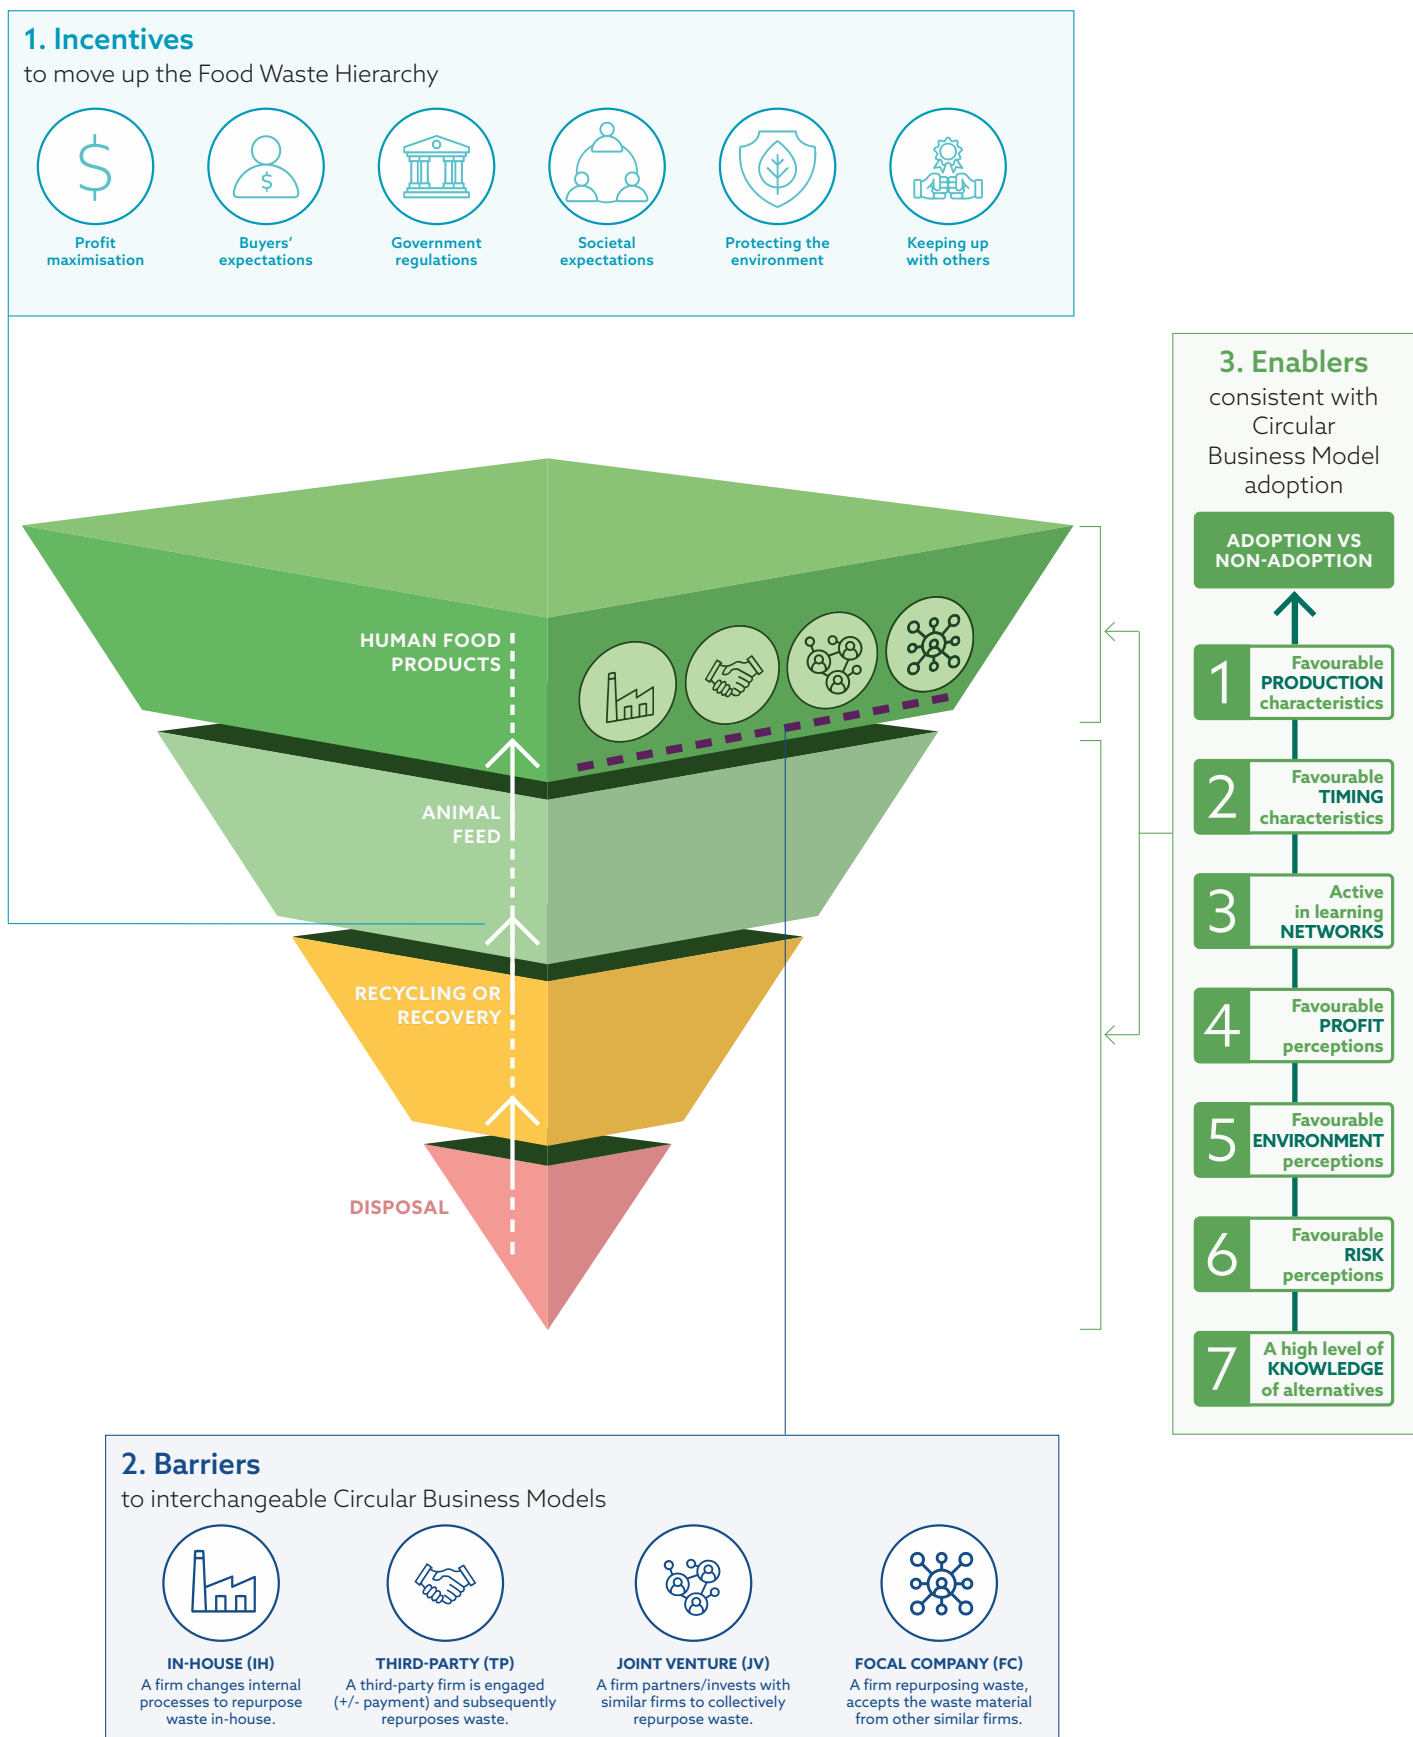 1. Incentives
to move up the Food Waste Hierarchy
$
$
Profit
maximisation
Buyers’
expectations
Government
regulations
Societal
expectations
Protecting the
environment
Keeping up
with others
HUMAN FOOD
PRODUCTS
ANIMAL
FEED
RECYCLING OR
RECOVERY
DISPOSAL
3. Enablers
consistent with
Circular
Business Model
adoption
ADOPTION VS
NON-ADOPTION
1
Favourable
PRODUCTION
characteristics
2
Favourable
TIMING
characteristics
3
Active
in learning
NETWORKS
4
Favourable
PROFIT
perceptions
5
Favourable
ENVIRONMENT
perceptions
6
Favourable
RISK
perceptions
7
A high level of
KNOWLEDGE
of alternatives
2. Barriers
to interchangeable Circular Business Models
IN-HOUSE (IH)
A firm changes internal
processes to repurpose
waste in-house.
THIRD-PARTY (TP)
A third-party firm is engaged
(+/- payment) and subsequently
repurposes waste.
JOINT VENTURE (JV)
A firm partners/invests with
similar firms to collectively
repurpose waste.
FOCAL COMPANY (FC)
A firm repurposing waste,
accepts the waste material
from other similar firms.